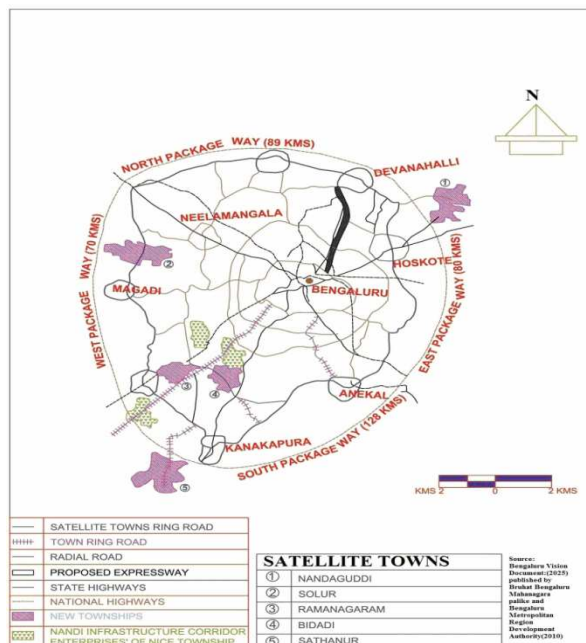 N
NORTH PACKAGE WAY (89 KMS)
DEVANAHALLI
①
NEELAMANGALA
WEST PACKAGE WAY (70 KMS)
②
HOSKOTE
MAGADI
BENGALURU
EAST PACKAGE WAY (80 KMS)
③
④
ANEKAL
KANAKAPURA
SOUTH PACKAGE WAY (128 KMS)
⑤
KMS 2 0 2 KMS
SATELLITE TOWNS RING ROAD
TOWN RING ROAD
RADIAL ROAD
PROPOSED EXPRESSWAY
STATE HIGHWAYS
NATIONAL HIGHWAYS
NEW TOWNSHIPS
NANDI INFRASTRUCTURE CORRIDOR
ENTERPRISES' OF NICE TOWNSHIP
SATELLITE TOWNS
① NANDAGUDDI
② SOLUR
③ RAMANAGARAM
④ BIDADI
⑤ SATHANUR
Source:
Bengaluru Vision
Document:(2025)
published by
Bruhat Bengaluru
Mahanagara
palike and
Bengaluru
Metropolitan
Region
Development
Authority(2010)